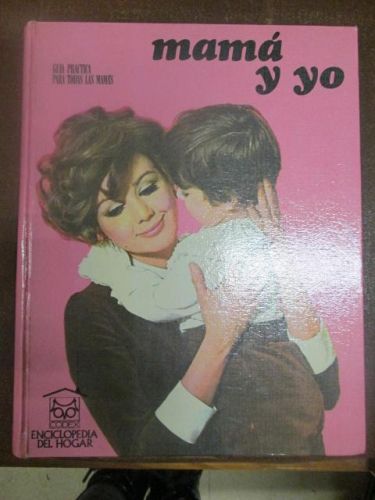 mamá
y yo
GUIA PRACTICA
PARA TODAS LAS MAMÁS
CODEX
ENCICLOPEDIA
DEL HOGAR